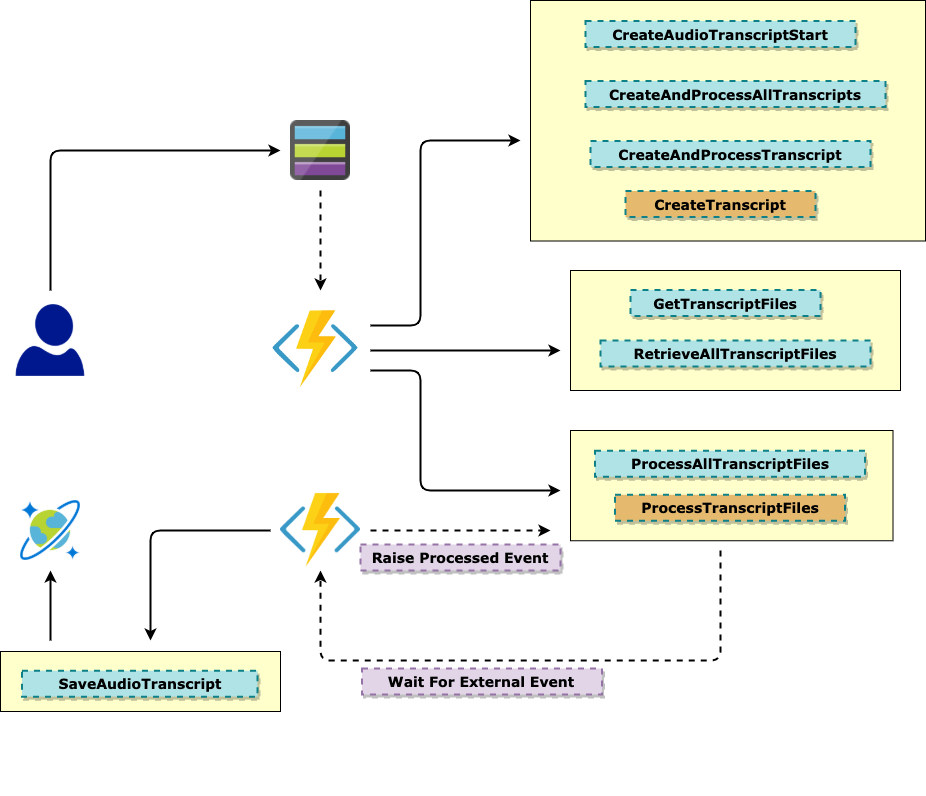 CreateAudioTranscriptStart
CreateAndProcessAllTranscripts
CreateAndProcessTranscript
CreateTranscript
GetTranscriptFiles
RetrieveAllTranscriptFiles
ProcessAllTranscriptFiles
ProcessTranscriptFiles
Raise Processed Event
Wait For External Event
SaveAudioTranscript